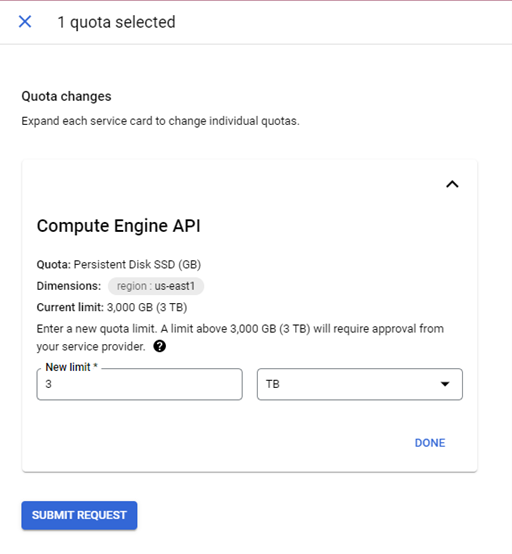 1 quota selected
Quota changes
Expand each service card to change individual quotas.
Compute Engine API
Quota: Persistent Disk SSD (GB)
Dimensions: region : us-east1
Current limit: 3,000 GB (3 TB)
Enter a new quota limit. A limit above 3,000 GB (3 TB) will require approval from
your service provider. ?
New limit *
3 TB
DONE
SUBMIT REQUEST